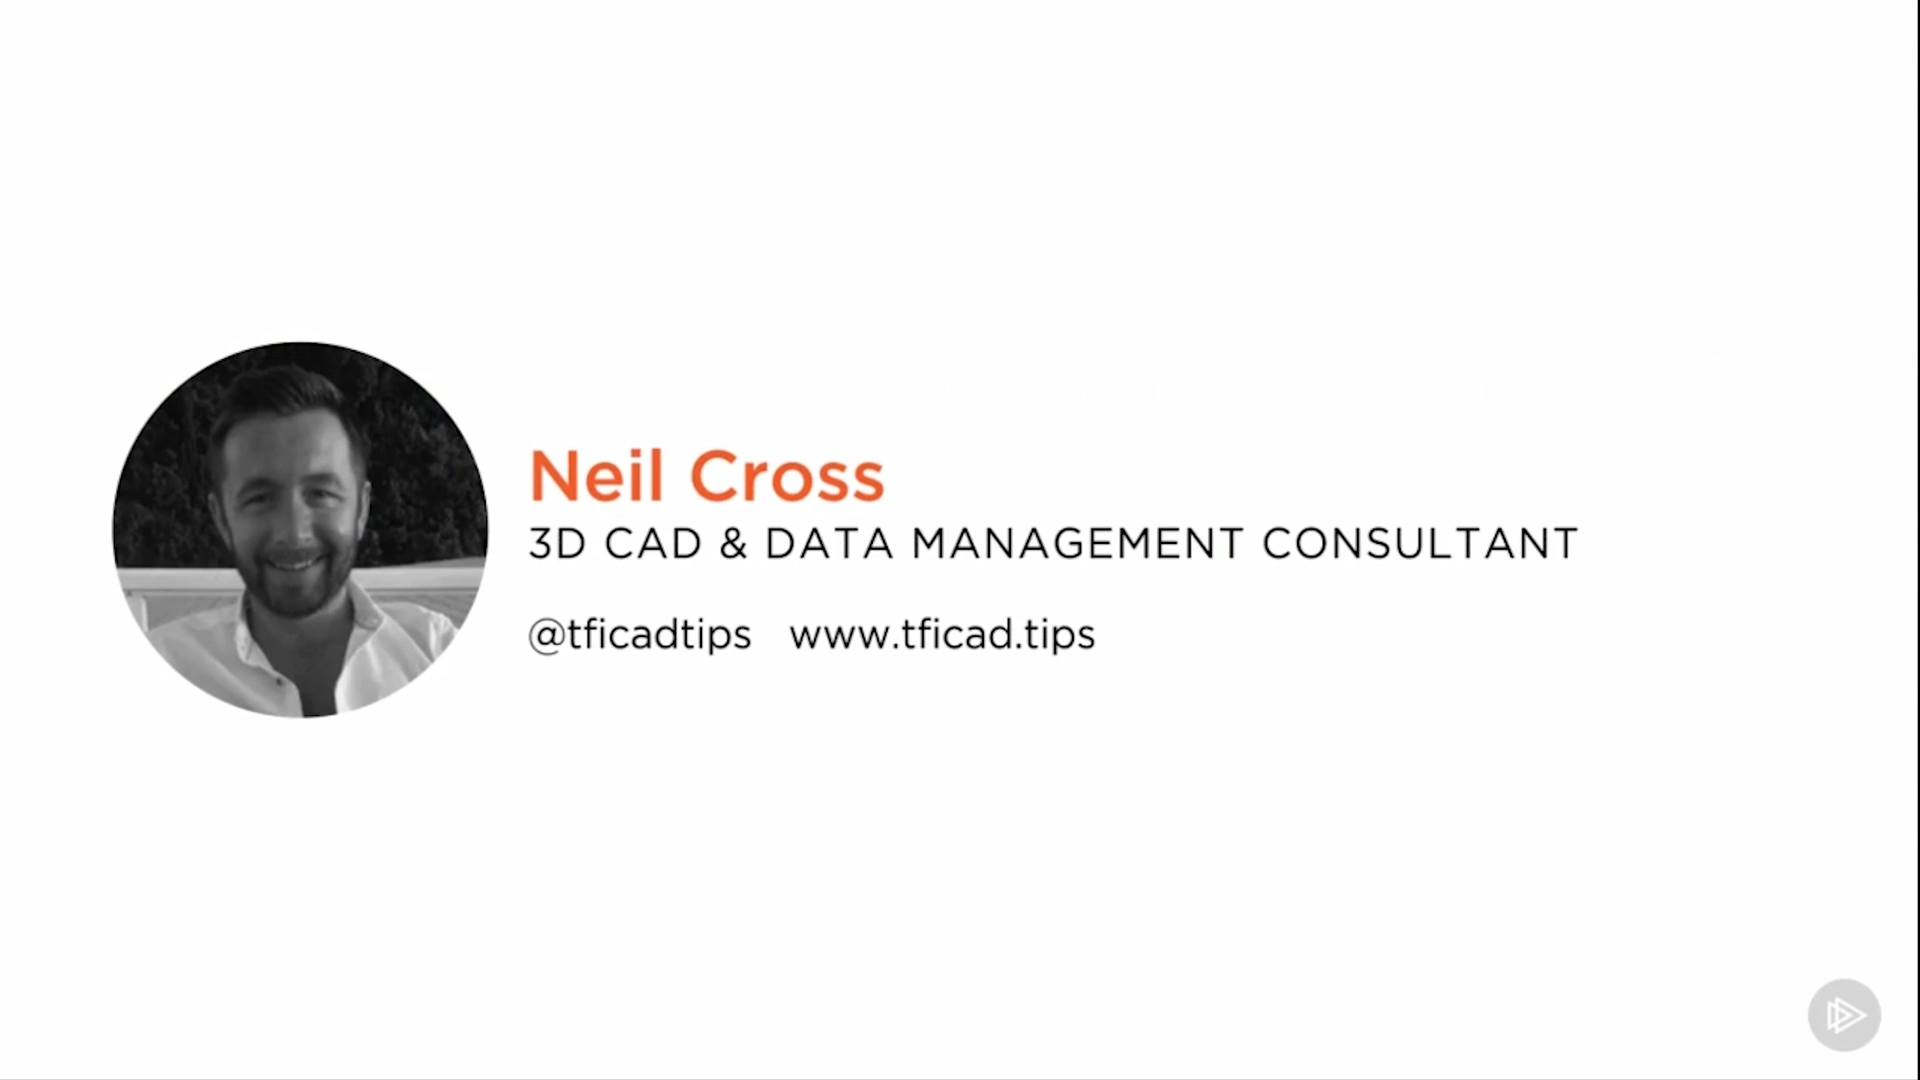 Neil Cross
3D CAD & DATA MANAGEMENT CONSULTANT
@tficadtips www.tficad.tips